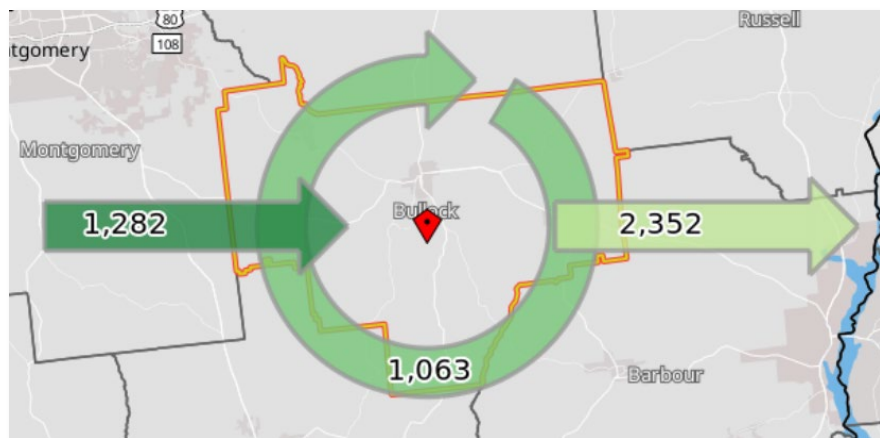 80
Russell
tgomery
108
Montgomery
Bullock
1,282
2,352
1,063
Barbour